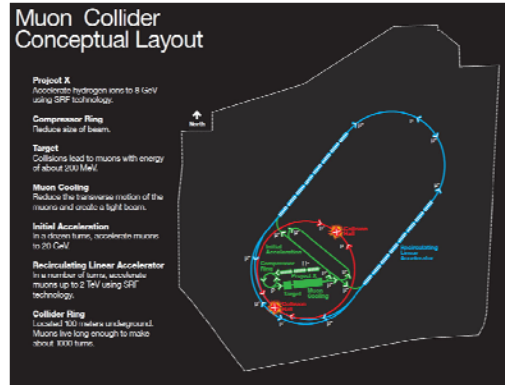 Muon Collider
Conceptual Layout
Project X
Accelerate hydrogen ions to 8 GeV
using SRF technology.
Compressor Ring
Reduce size of beam.
Target
Collisions lead to muons with energy
of about 200 MeV.
Muon Cooling
Reduce the transverse motion of the
muons and create a tight beam.
Initial Acceleration
In a dozen turns, accelerate muons
to 20 GeV.
Recirculating Linear Accelerator
In a number of turns, accelerate
muons up to 2 TeV using SRF
technology.
Collider Ring
Located 100 meters underground.
Muons live long enough to make
about 1000 turns.
North
Collision
Hall
Initial
Acceleration
Recirculating
Linear
Accelerator
Compressor
Ring
Project X
Muon
Cooling
Target
Collision
Hall